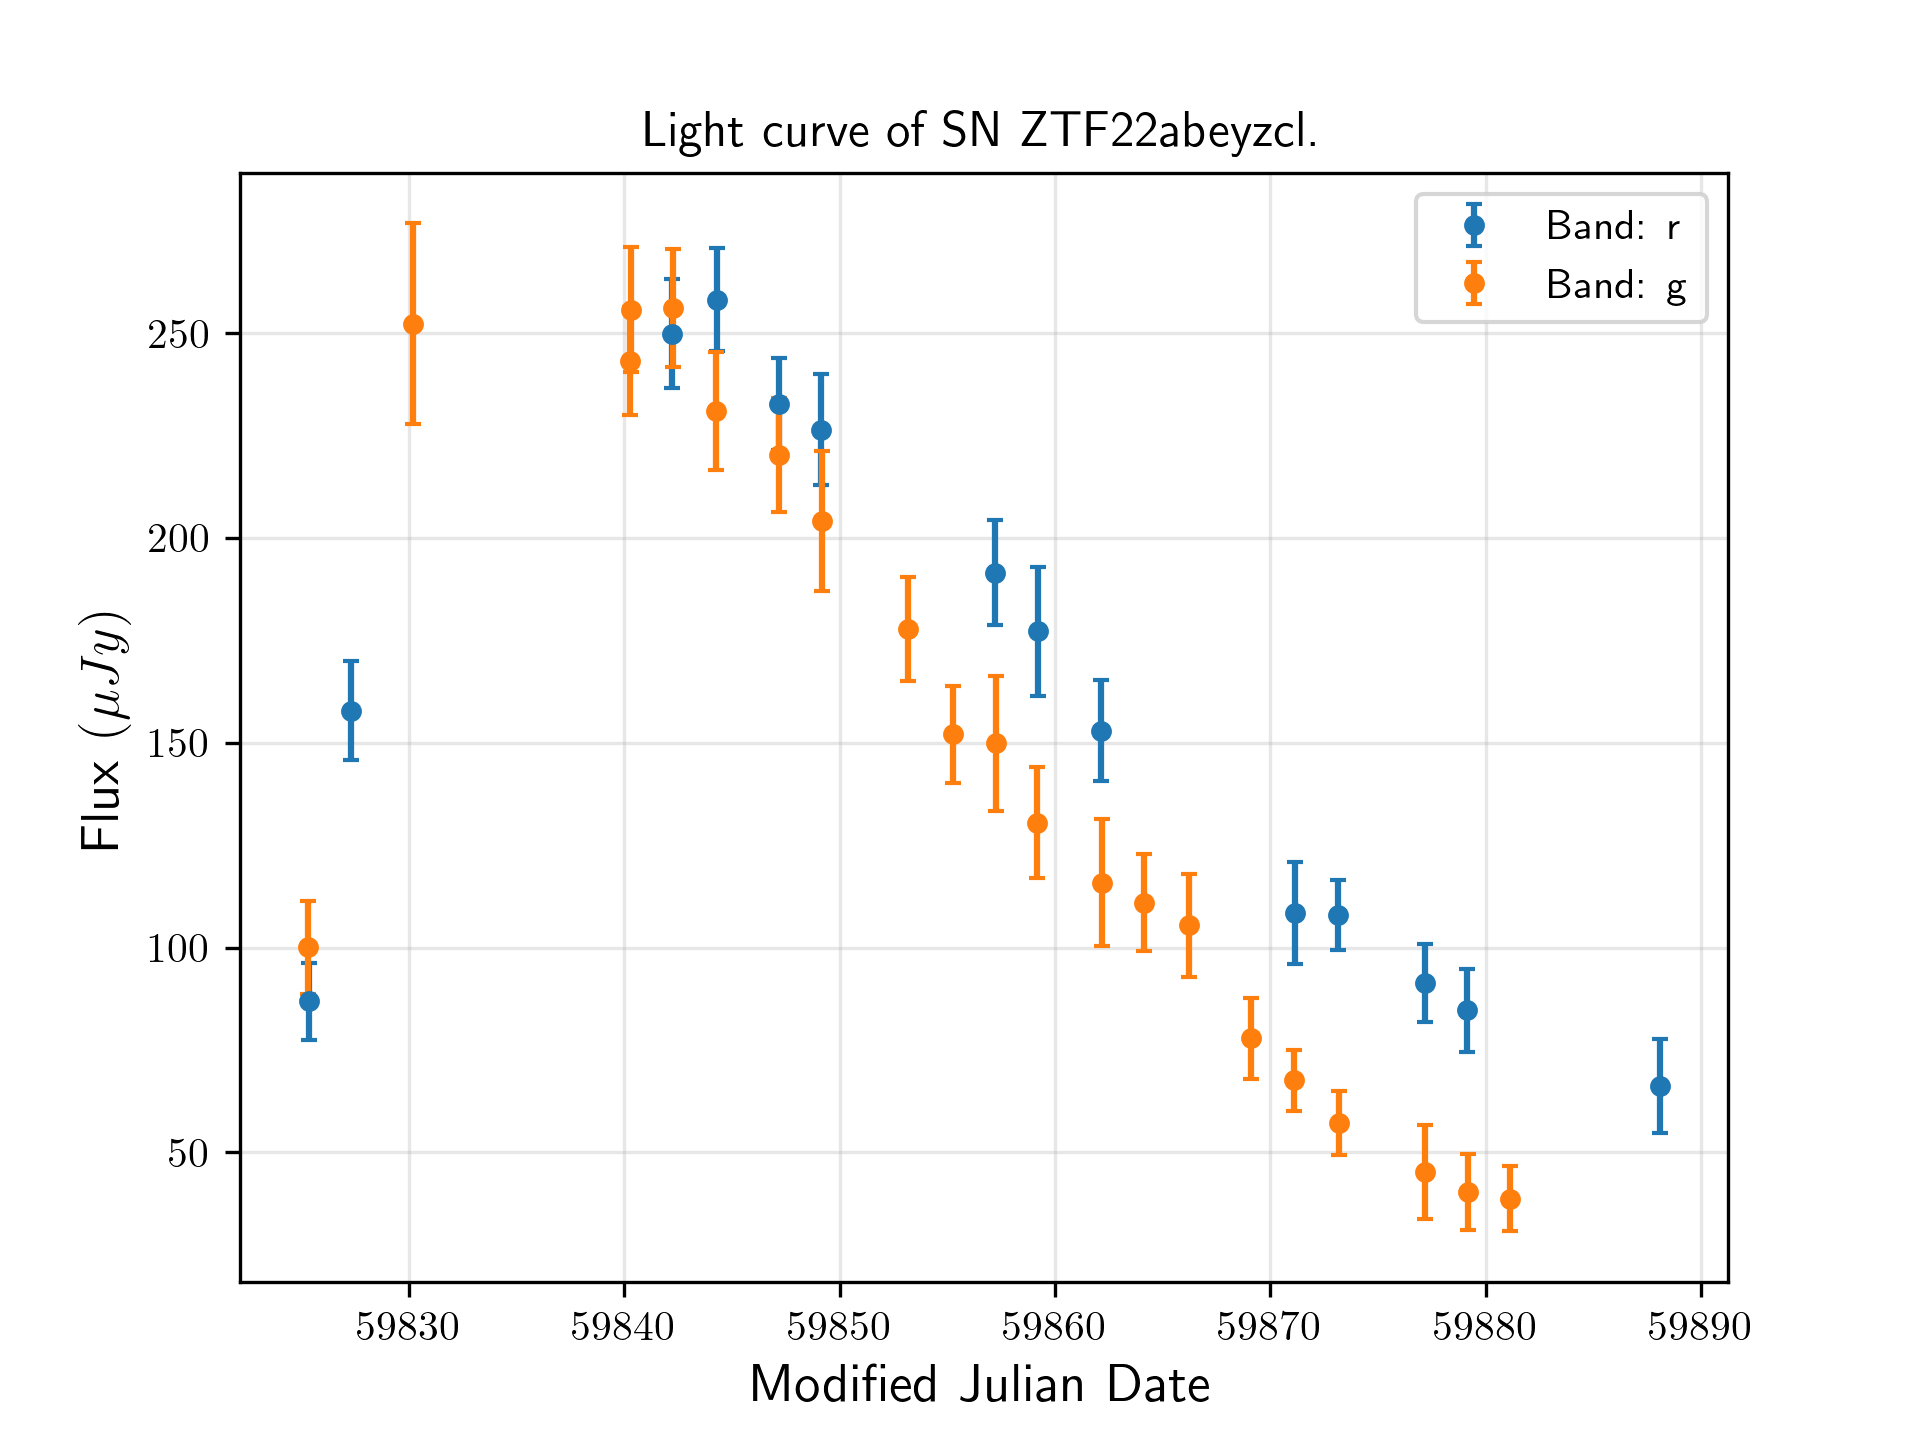 Light curve of SN ZTF22abeyzcl.
Band: r
Band: g
250
200
150
100
50
Flux (μJy)
59830 59840 59850 59860 59870 59880 59890
Modified Julian Date